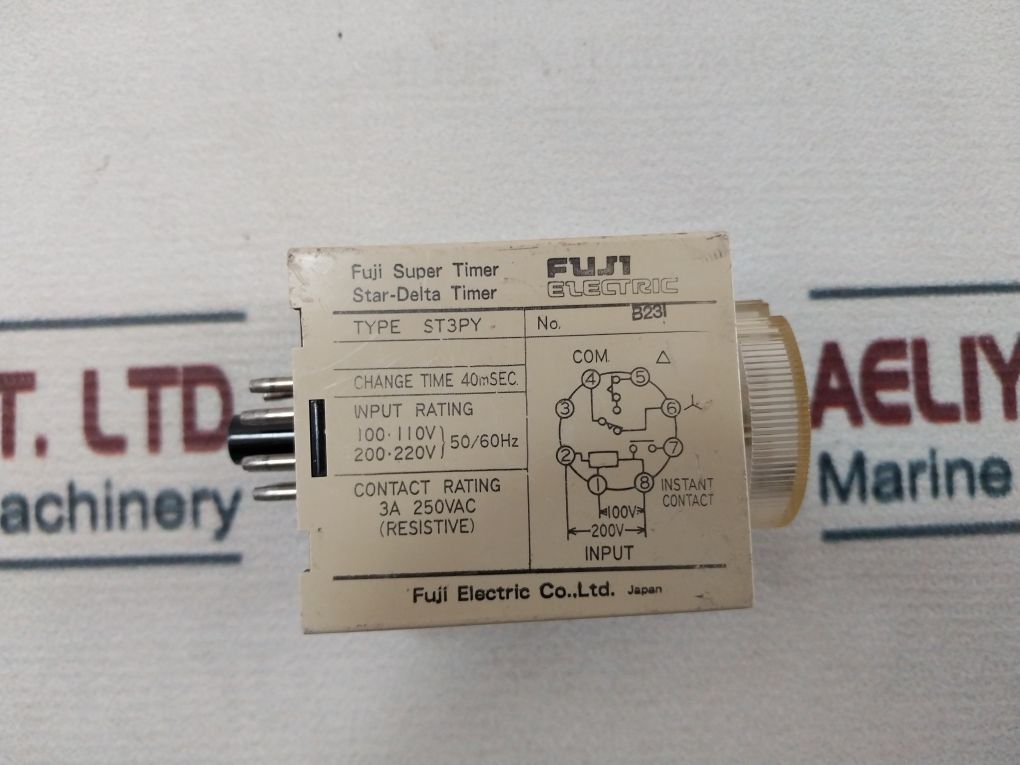 Fuji Super Timer
Star-Delta Timer
FUJI
ELECTRIC
TYPE ST3PY
No. B231
CHANGE TIME 40mSEC.
INPUT RATING
100·110V
200·220V } 50/60Hz
CONTACT RATING
3A 250VAC
(RESISTIVE)
COM. △
4 5
3 6
2 7
1 8
INSTANT
CONTACT
100V
200V
INPUT
Fuji Electric Co.,Ltd. Japan
T. LTD
achinery
AELIY
Marine